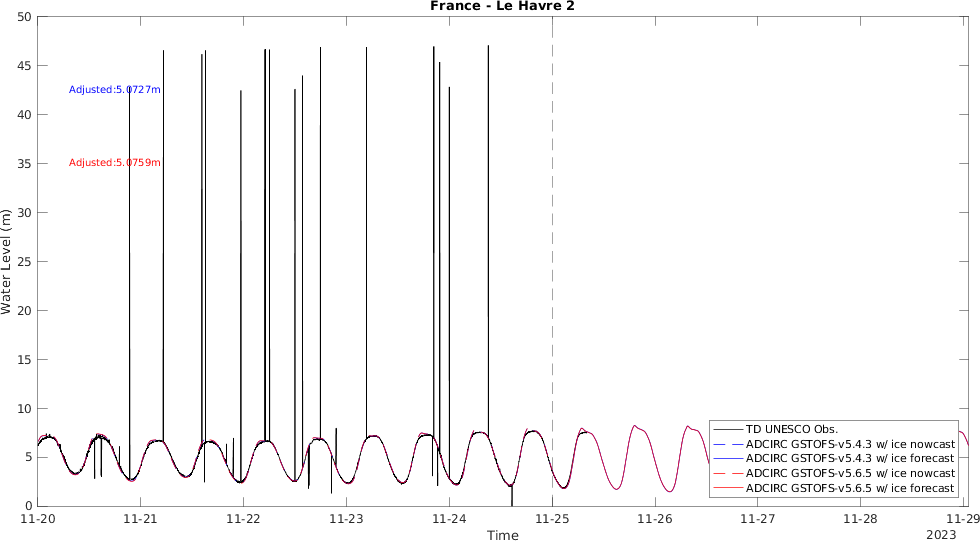 France - Le Havre 2
50
45
40
35
30
25
20
15
10
5
0
Water Level (m)
Adjusted:5.0727m
Adjusted:5.0759m
TD UNESCO Obs.
ADCIRC GSTOFS-v5.4.3 w/ ice nowcast
ADCIRC GSTOFS-v5.4.3 w/ ice forecast
ADCIRC GSTOFS-v5.6.5 w/ ice nowcast
ADCIRC GSTOFS-v5.6.5 w/ ice forecast
11-20 11-21 11-22 11-23 11-24 11-25 11-26 11-27 11-28 11-29
Time
2023